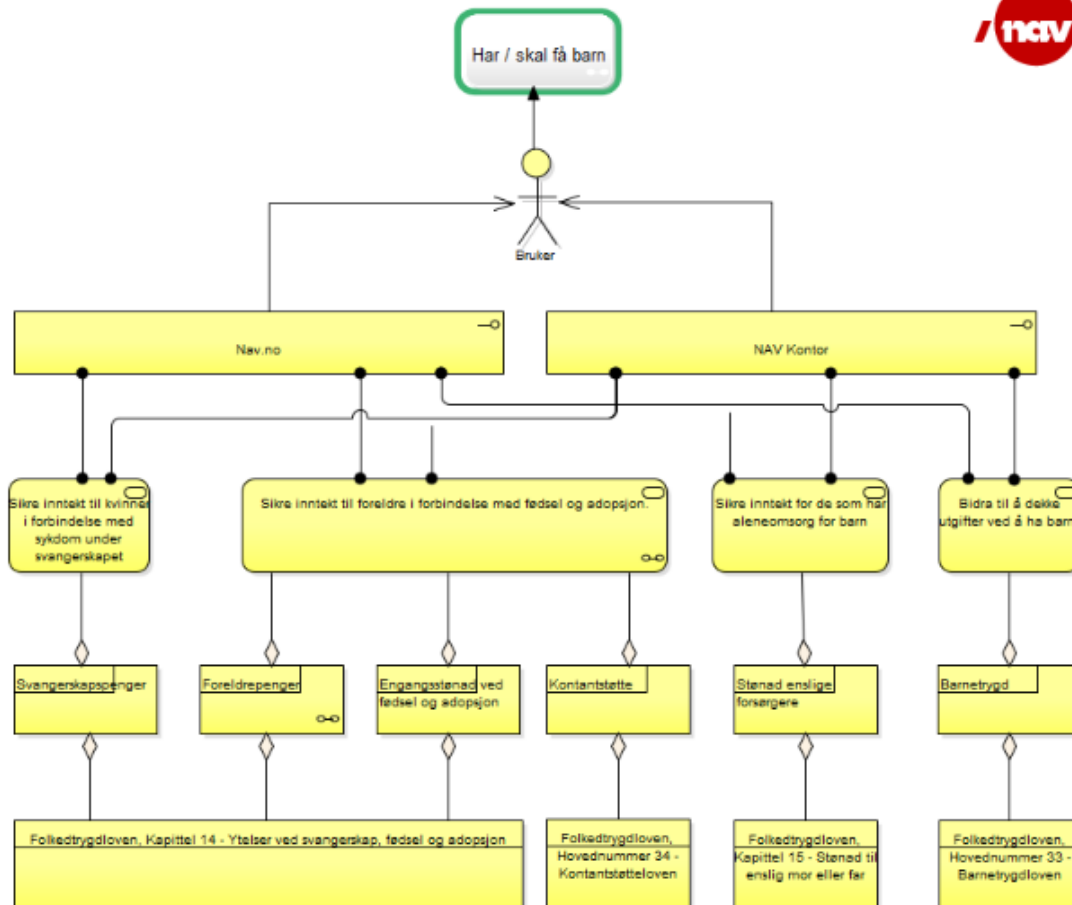 nav
Har / skal få barn
Bruker
Nav.no
NAV Kontor
Sikre inntekt til kvinner
i forbindelse med
sykdom under
svangerskapet
Sikre inntekt til foreldre i forbindelse med fødsel og adopsjon.
Sikre inntekt for de som har
aleneomsorg for barn
Bidra til å dekke
utgifter ved å ha barn
Svangerskapspenger
Foreldrepenger
Engangsstønad ved
fødsel og adopsjon
Kontantstøtte
Stønad enslige
forsørgere
Barnetrygd
Folkedtrygdloven, Kapittel 14 - Ytelser ved svangerskap, fødsel og adopsjon
Folkedtrygdloven,
Hovednummer 34 -
Kontantstøtteloven
Folkedtrygdloven,
Kapittel 15 - Stønad til
enslig mor eller far
Folkedtrygdloven,
Hovednummer 33 -
Barnetrygdloven